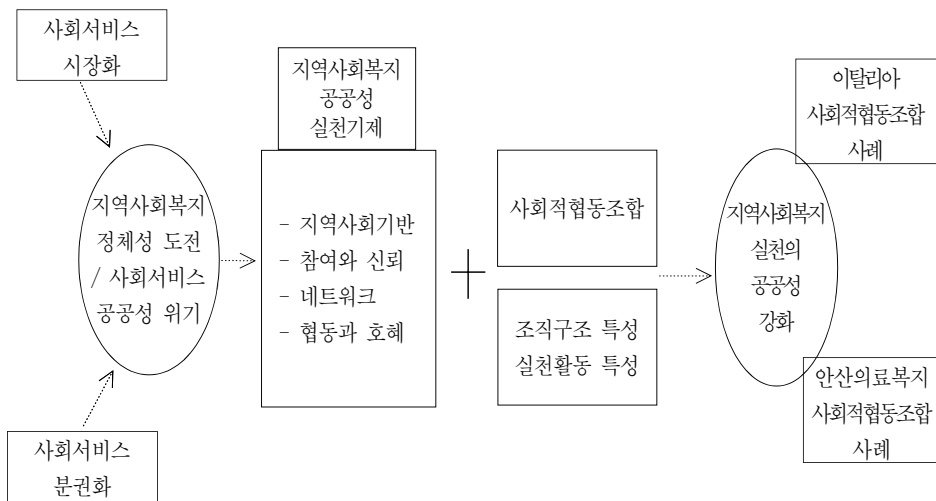 사회서비스
시장화
지역사회복지
정체성 도전
/ 사회서비스
공공성 위기
사회서비스
분권화
지역사회복지
공공성
실천기제
- 지역사회기반
- 참여와 신뢰
- 네트워크
- 협동과 호혜
+
사회적협동조합
조직구조 특성
실천활동 특성
이탈리아
사회적협동조합
사례
지역사회복지
실천의
공공성
강화
안산의료복지
사회적협동조합
사례